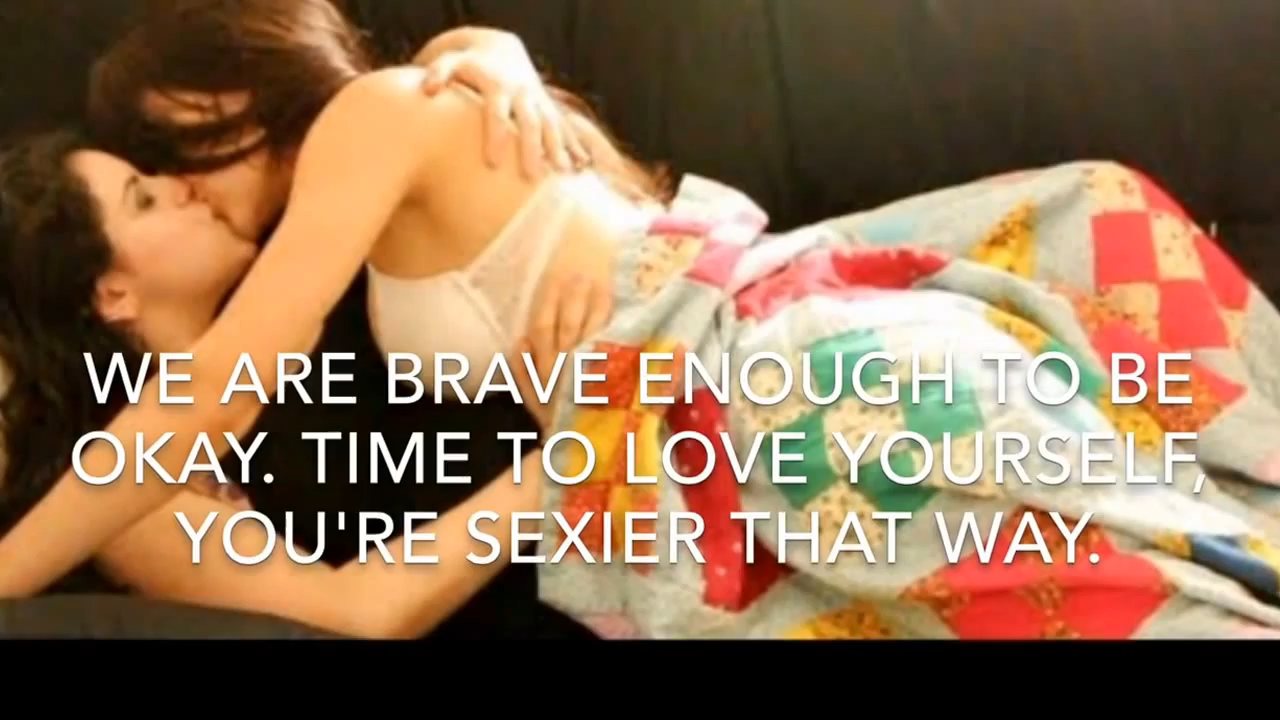 WE ARE BRAVE ENOUGH TO BE
OKAY. TIME TO LOVE YOURSELF,
YOU'RE SEXIER THAT WAY.